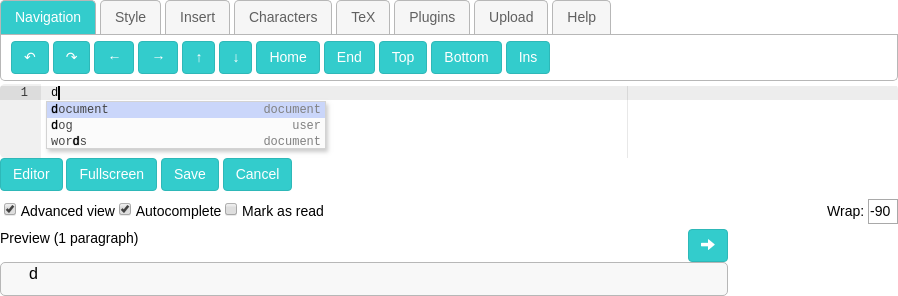 Navigation Style Insert Characters TeX Plugins Upload Help
↶ ↷ ← → ↑ ↓ Home End Top Bottom Ins
1 d
document document
dog user
words document
Editor Fullscreen Save Cancel
Advanced view Autocomplete Mark as read Wrap: -90
Preview (1 paragraph)
d